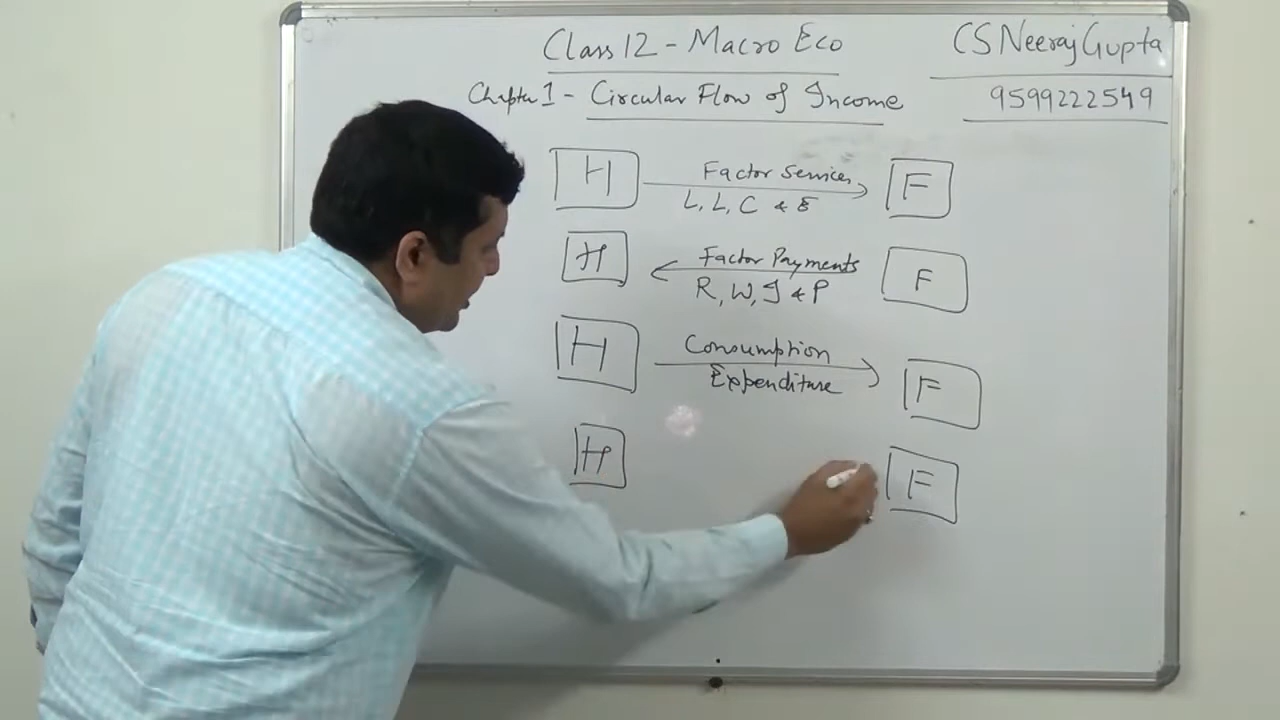 Class 12 - Macro Eco
CS Neeraj Gupta
Chapter 1 - Circular Flow of Income
9599222549
H
Factor Services
F
L, L, C & E
H
Factor Payments
F
R, W, I & P
H
Consumption
F
Expenditure
H
F